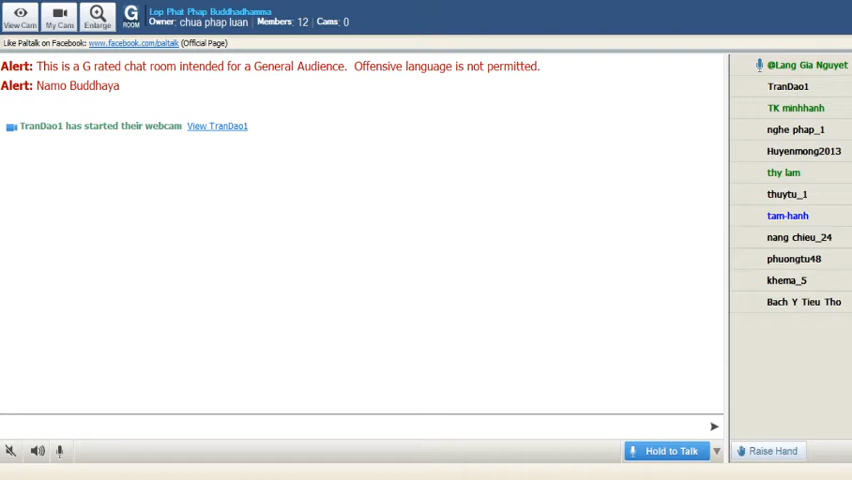 View Cam
My Cam
Enlarge
G
ROOM
Lop Phat Phap Buddhadhamma
Owner: chua phap luan Members: 12 Cams: 0
Like Paltalk on Facebook: www.facebook.com/paltalk (Official Page)
Alert: This is a G rated chat room intended for a General Audience. Offensive language is not permitted.
Alert: Namo Buddhaya
TranDao1 has started their webcam View TranDao1
@Lang Gia Nguyet
TranDao1
TK minhhanh
nghe phap_1
Huyenmong2013
thy lam
thuytu_1
tam-hanh
nang chieu_24
phuongtu48
khema_5
Bach Y Tieu Tho
Hold to Talk
Raise Hand